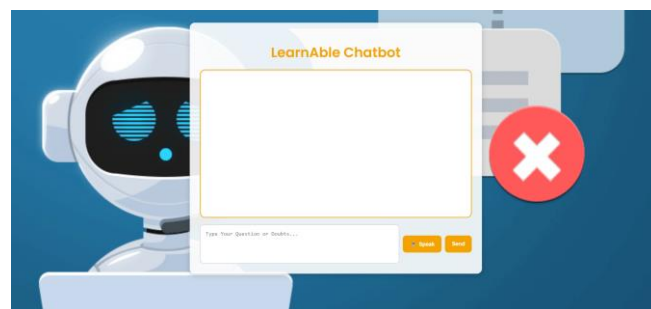 LearnAble Chatbot
Type Your Question or Doubts...
Speak
Send